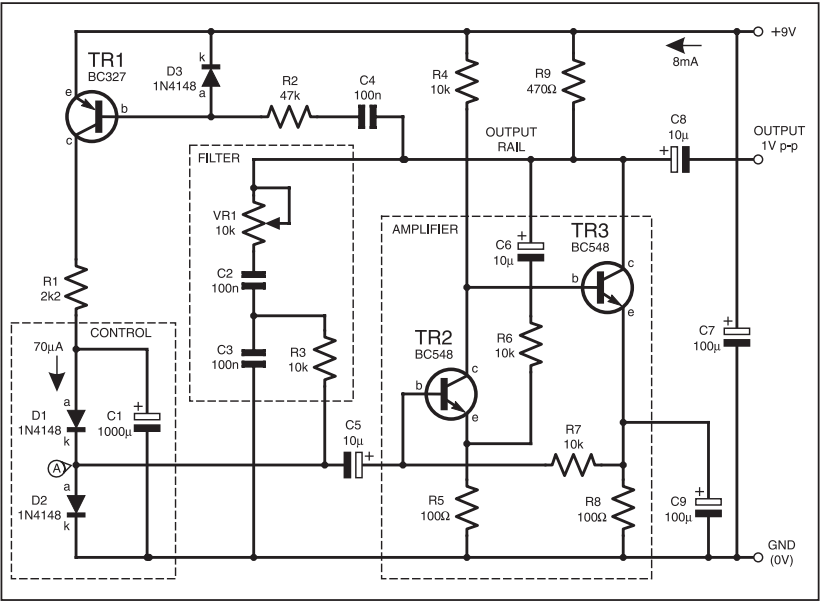 +9V
TR1
BC327
D3
1N4148
k
a
R2
47k
C4
100n
R4
10k
R9
470Ω
8mA
e
b
c
C8
10μ
+
OUTPUT
1V p-p
OUTPUT
RAIL
FILTER
VR1
10k
AMPLIFIER
C6
10μ
+
TR3
BC548
c
b
e
C2
100n
R1
2k2
CONTROL
C3
100n
R3
10k
TR2
BC548
R6
10k
C7
100μ
+
70μA
c
b
e
a
D1
1N4148
k
C1
1000μ
+
C5
10μ
+
R7
10k
A
a
D2
1N4148
k
R5
100Ω
R8
100Ω
C9
100μ
+
GND
(0V)